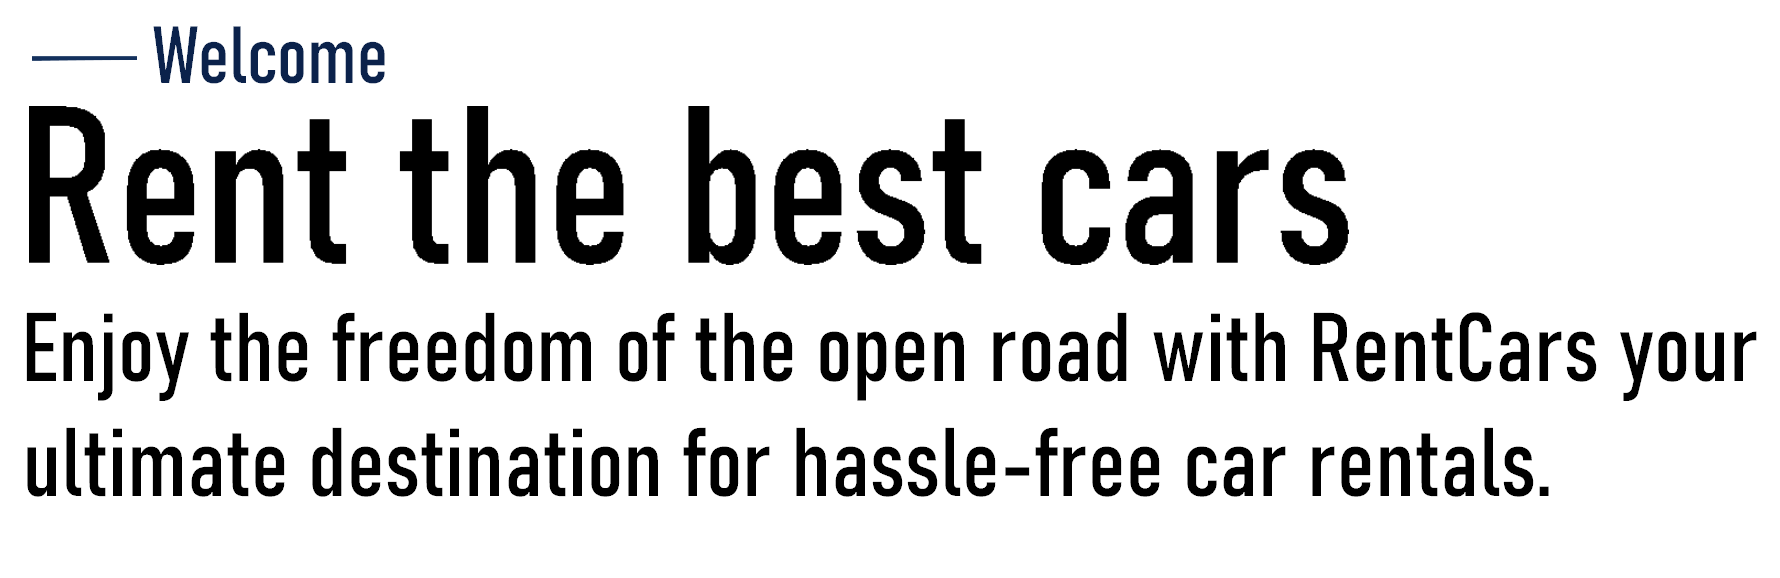 Welcome
Rent the best cars
Enjoy the freedom of the open road with RentCars your
ultimate destination for hassle-free car rentals.